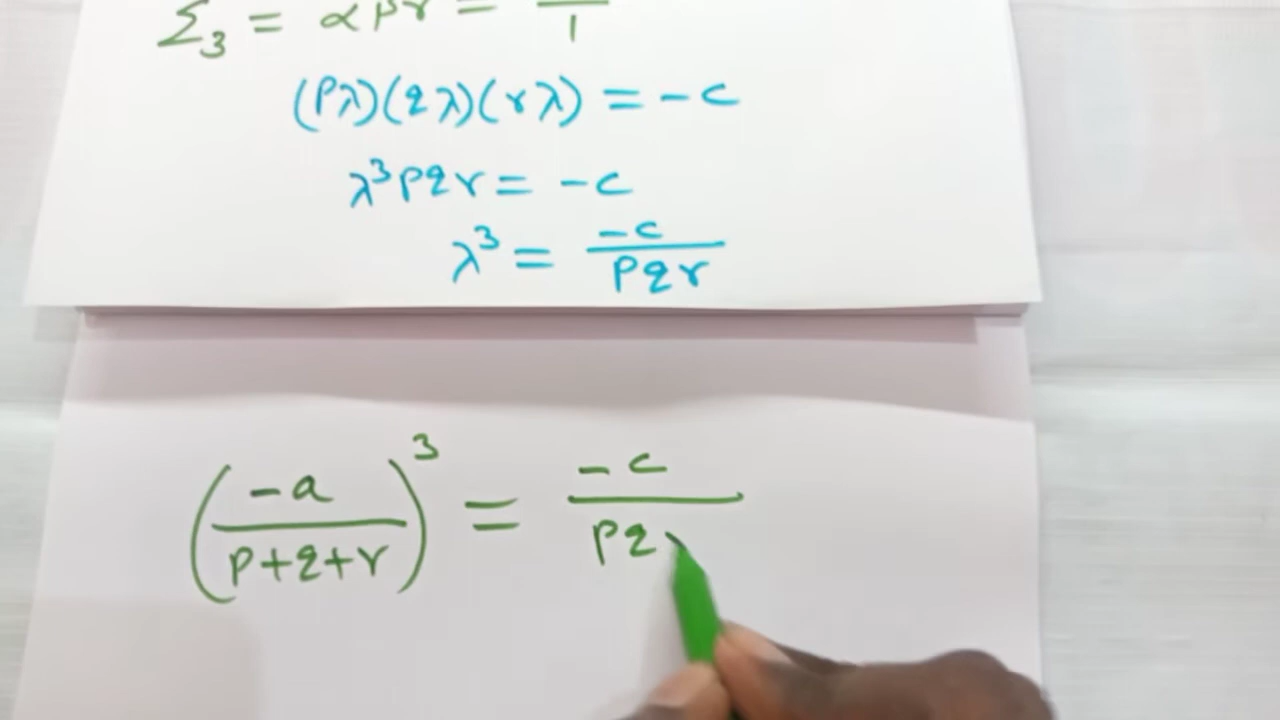 Σ₃ = αβγ = —/1
(pλ)(qλ)(rλ) = -c
λ³pqr = -c
λ³ = -c/pqr
(-a/p+q+r)³ = -c/pq